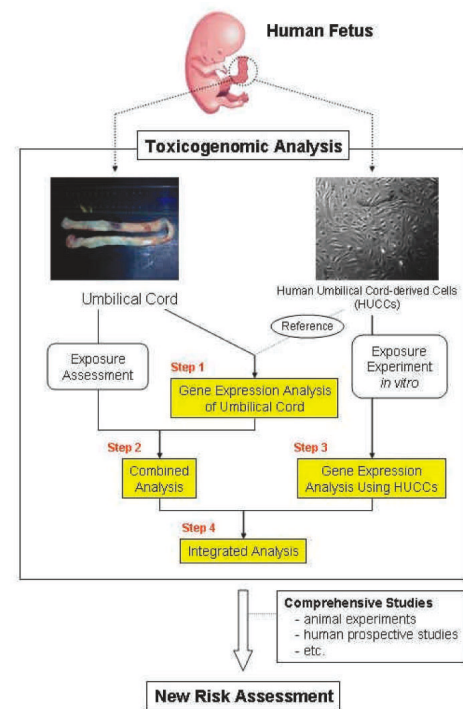 Human Fetus
Toxicogenomic Analysis
Umbilical Cord
Human Umbilical Cord-derived Cells
(HUCCs)
Reference
Exposure
Assessment
Exposure
Experiment
in vitro
Step 1
Gene Expression Analysis
of Umbilical Cord
Step 2
Combined
Analysis
Step 3
Gene Expression
Analysis Using HUCCs
Step 4
Integrated Analysis
Comprehensive Studies
- animal experiments
- human prospective studies
- etc.
New Risk Assessment